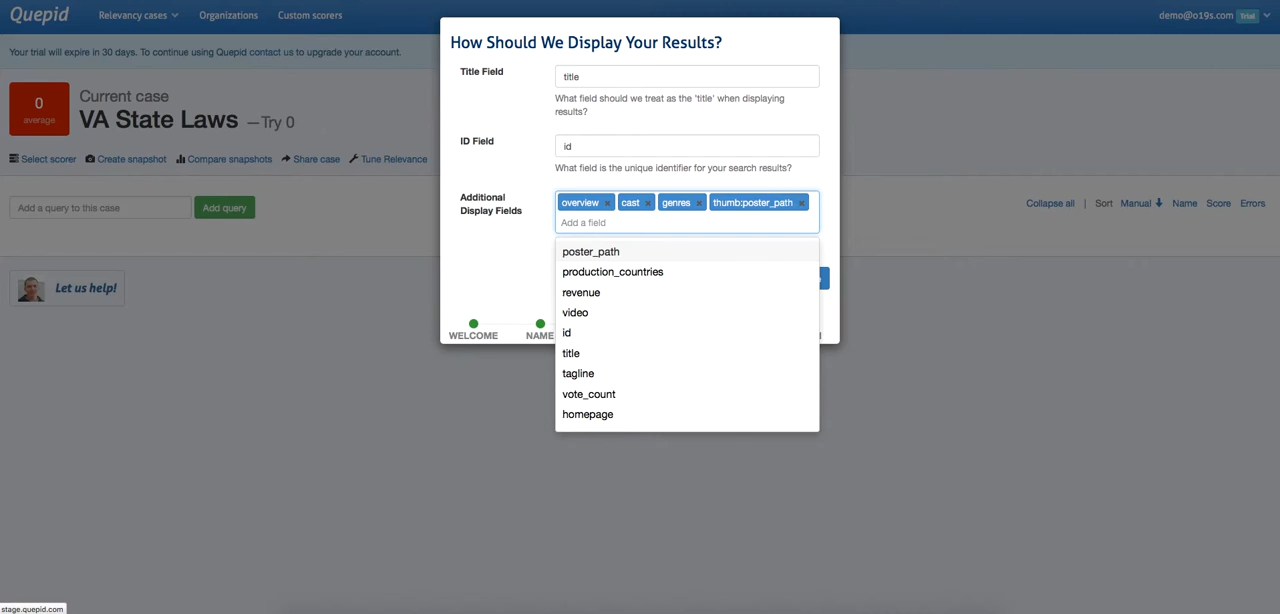 Quepid
Relevancy cases
Organizations
Custom scorers
demo@o19s.com Trial
Your trial will expire in 30 days. To continue using Quepid contact us to upgrade your account.
0
average
Current case
VA State Laws — Try 0
Select scorer
Create snapshot
Compare snapshots
Share case
Tune Relevance
Add a query to this case
Add query
Collapse all | Sort Manual Name Score Errors
Let us help!
How Should We Display Your Results?
Title Field
title
What field should we treat as the 'title' when displaying
results?
ID Field
id
What field is the unique identifier for your search results?
Additional
Display Fields
overview × cast × genres × thumb:poster_path ×
Add a field
poster_path
production_countries
revenue
video
id
title
tagline
vote_count
homepage
WELCOME
NAME
stage.quepid.com